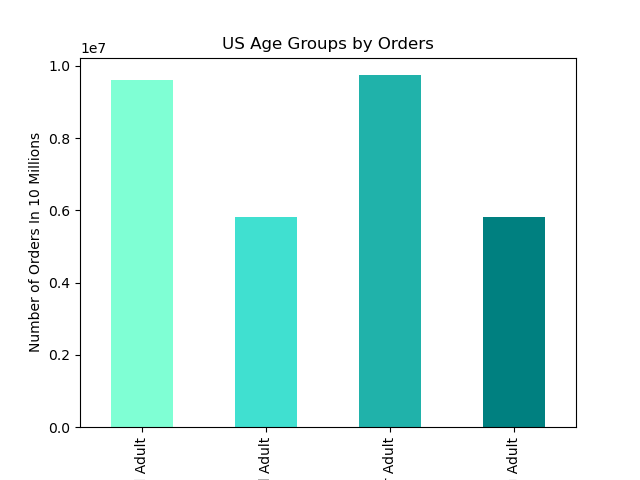 US Age Groups by Orders
1e7
1.0
0.8
0.6
0.4
0.2
0.0
Number of Orders In 10 Millions
Adult
Adult
Adult
Adult